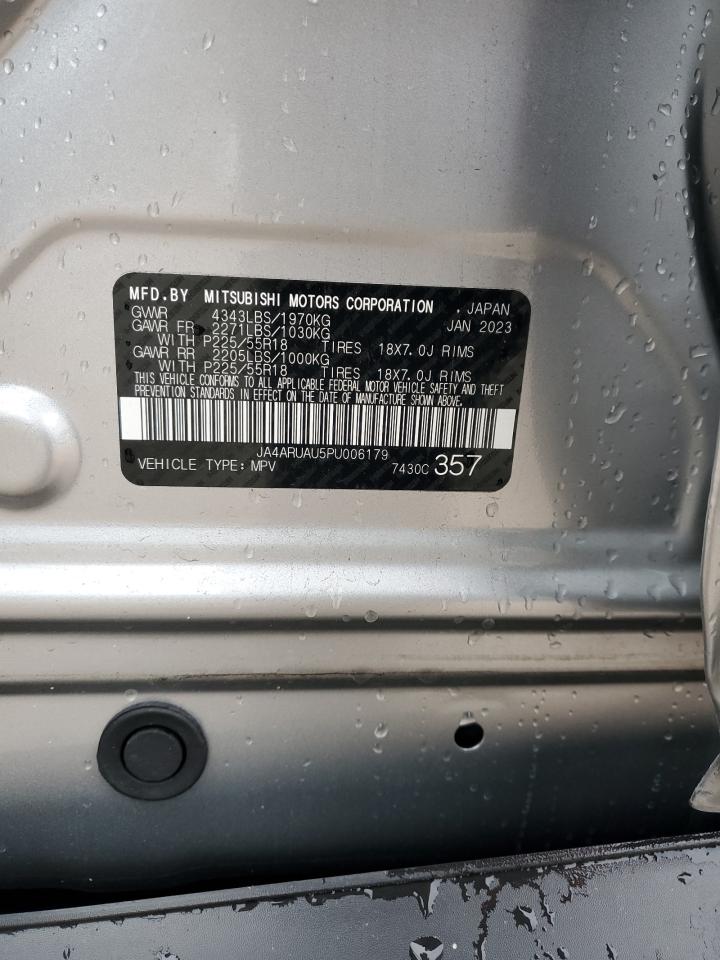 MFD.BY MITSUBISHI MOTORS CORPORATION . JAPAN
GVWR 4343LBS/1970KG JAN 2023
GAWR FR 2271LBS/1030KG
WITH P225/55R18 TIRES 18X7.0J RIMS
GAWR RR 2205LBS/1000KG
WITH P225/55R18 TIRES 18X7.0J RIMS
THIS VEHICLE CONFORMS TO ALL APPLICABLE FEDERAL MOTOR VEHICLE SAFETY AND THEFT
PREVENTION STANDARDS IN EFFECT ON THE DATE OF MANUFACTURE SHOWN ABOVE.
JA4ARUAU5PU006179
VEHICLE TYPE: MPV 7430C 357